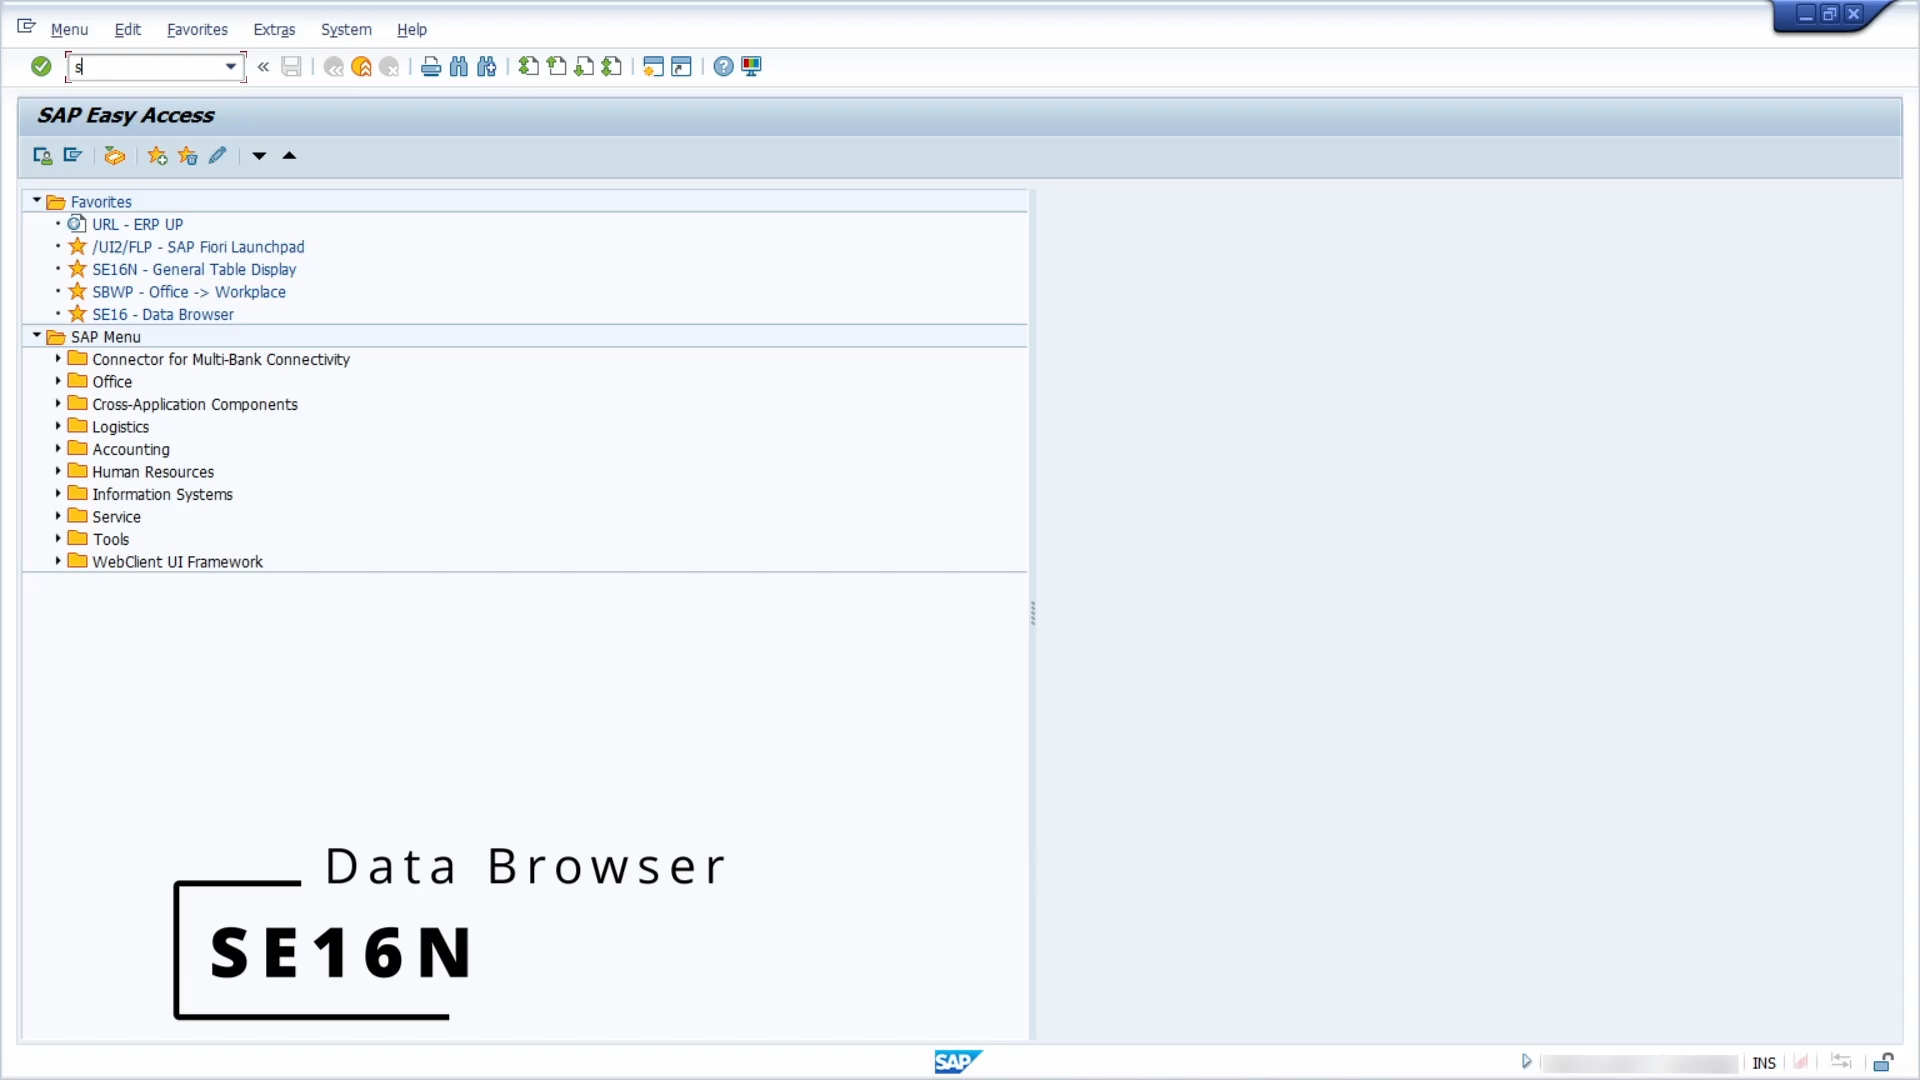 Menu Edit Favorites Extras System Help
s
SAP Easy Access
Favorites
URL - ERP UP
/UI2/FLP - SAP Fiori Launchpad
SE16N - General Table Display
SBWP - Office -> Workplace
SE16 - Data Browser
SAP Menu
Connector for Multi-Bank Connectivity
Office
Cross-Application Components
Logistics
Accounting
Human Resources
Information Systems
Service
Tools
WebClient UI Framework
Data Browser
SE16N
SAP
INS